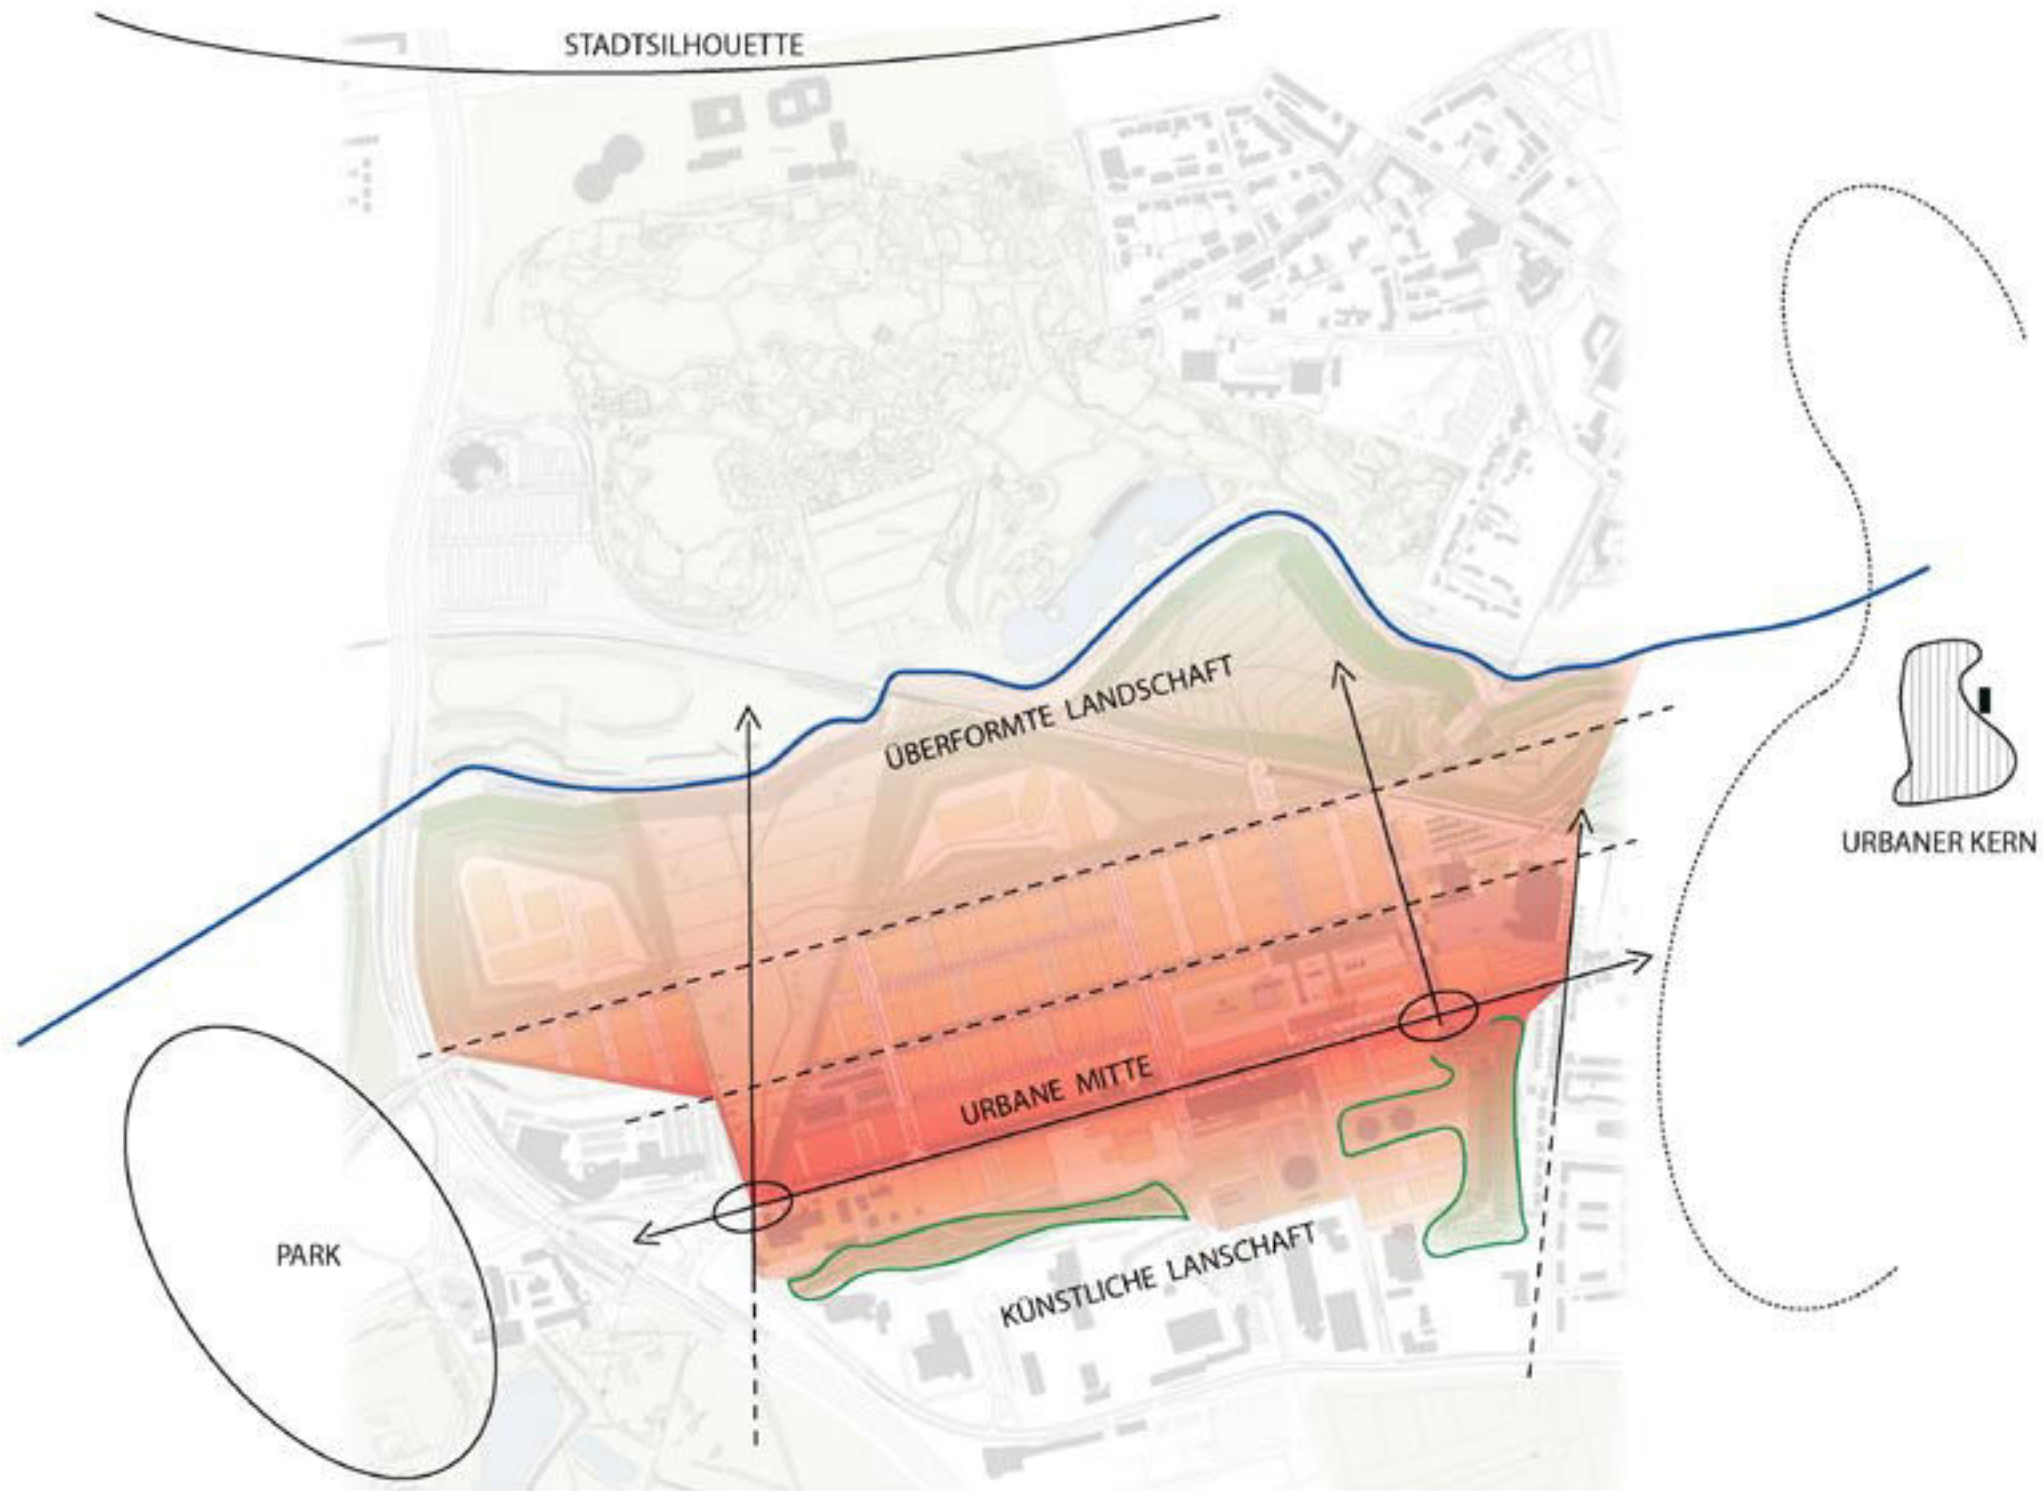 STADTSILHOUETTE
ÜBERFORMTE LANDSCHAFT
URBANER KERN
URBANE MITTE
PARK
KÜNSTLICHE LANSCHAFT